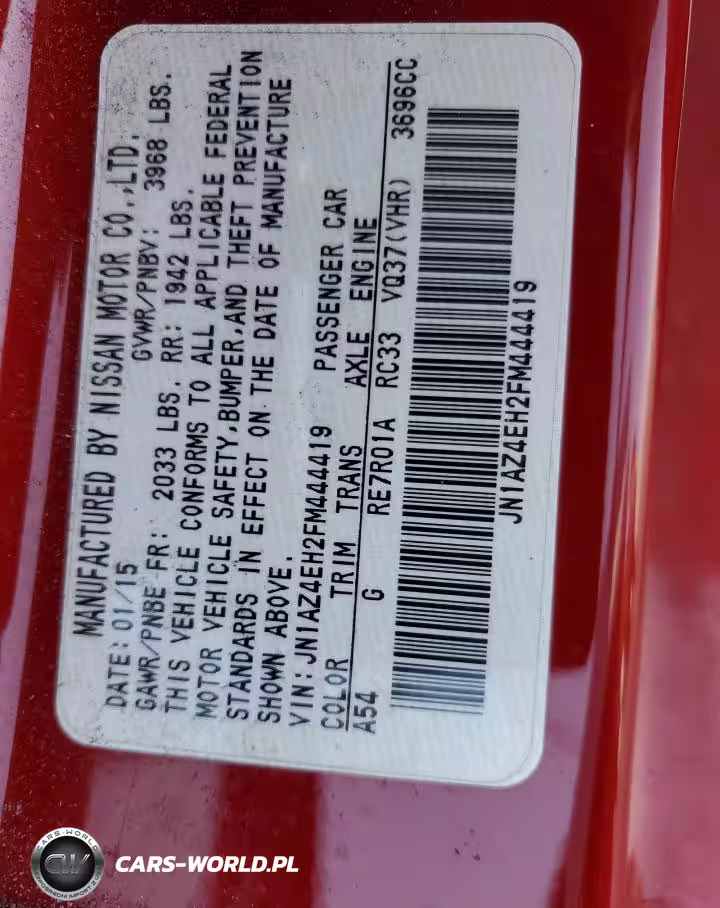 MANUFACTURED BY NISSAN MOTOR CO.,LTD.
DATE: 01/15 GVWR/PNBV: 3968 LBS.
GAWR/PNBE FR: 2033 LBS. RR: 1942 LBS.
THIS VEHICLE CONFORMS TO ALL APPLICABLE FEDERAL
MOTOR VEHICLE SAFETY,BUMPER,AND THEFT PREVENTION
STANDARDS IN EFFECT ON THE DATE OF MANUFACTURE
SHOWN ABOVE.
VIN: JN1AZ4EH2FM444419 PASSENGER CAR
COLOR TRIM TRANS AXLE ENGINE
A54 G RE7R01A RC33 VQ37(VHR) 3696CC
JN1AZ4EH2FM444419
CARS-WORLD
CW
CARS-WORLD.PL